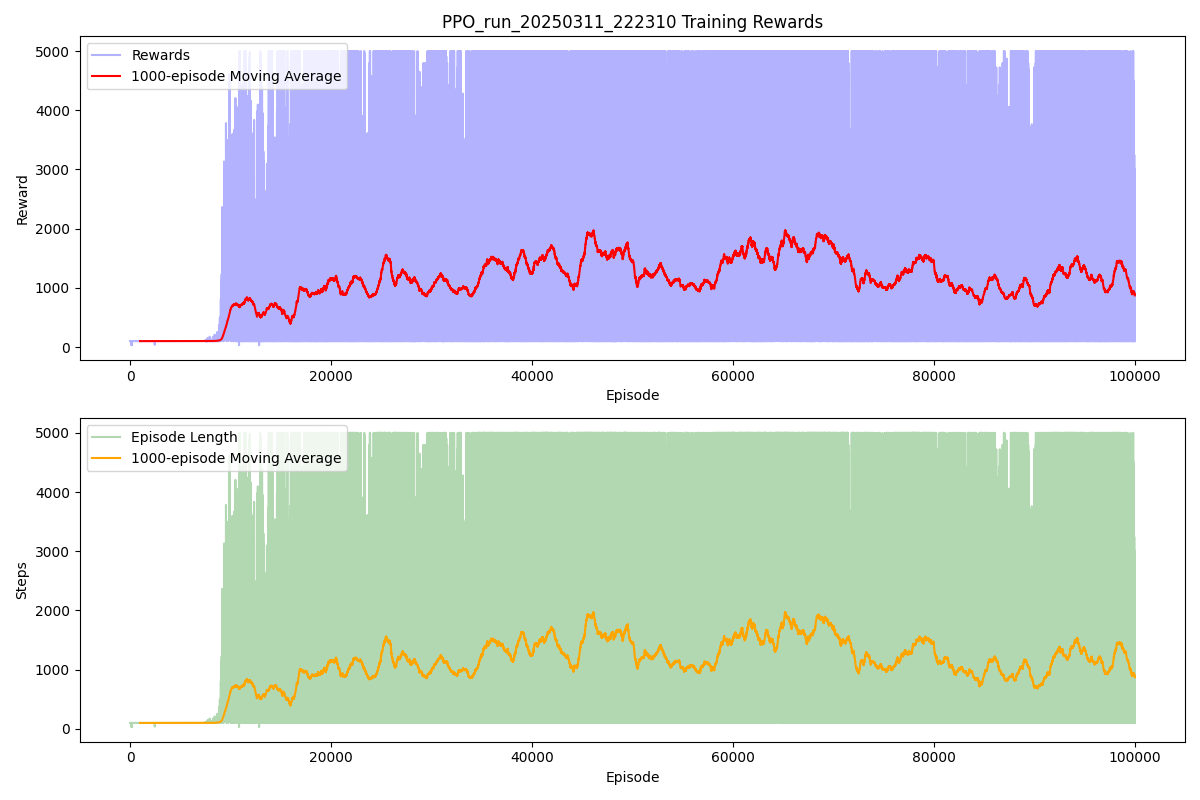 PPO_run_20250311_222310 Training Rewards
Rewards
1000-episode Moving Average
5000
4000
3000
2000
1000
0
Reward
0 20000 40000 60000 80000 100000
Episode
Episode Length
1000-episode Moving Average
5000
4000
3000
2000
1000
0
Steps
0 20000 40000 60000 80000 100000
Episode